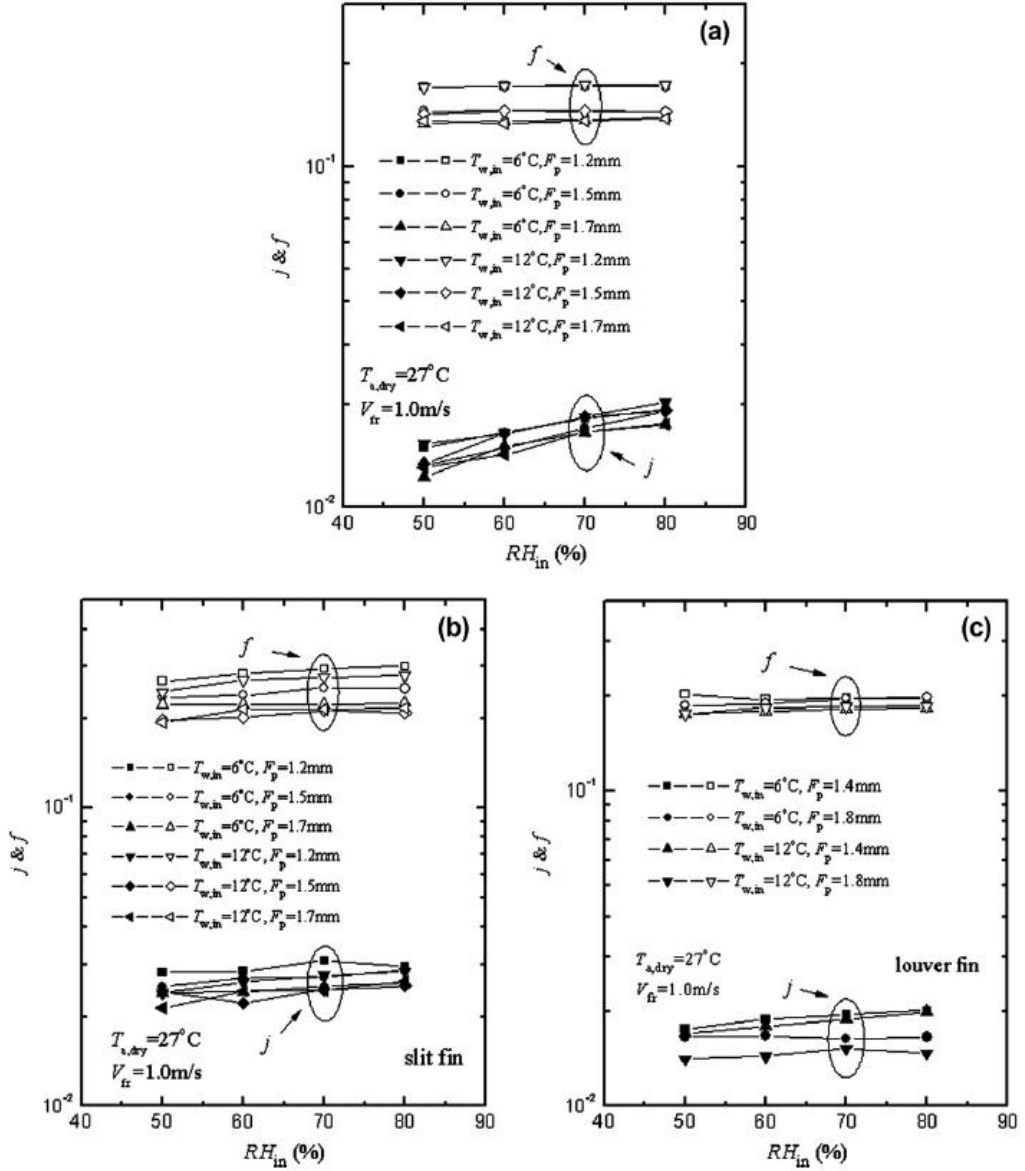 (a)
f
10⁻¹
T_w,in=6°C,F_p=1.2mm
T_w,in=6°C,F_p=1.5mm
T_w,in=6°C,F_p=1.7mm
T_w,in=12°C,F_p=1.2mm
T_w,in=12°C,F_p=1.5mm
T_w,in=12°C,F_p=1.7mm
j & f
T_a,dry=27°C
V_fr=1.0m/s
j
10⁻²
40 50 60 70 80 90
RH_in (%)
(b)
f
T_w,in=6°C, F_p=1.2mm
T_w,in=6°C, F_p=1.5mm
T_w,in=6°C, F_p=1.7mm
T_w,in=12°C, F_p=1.2mm
T_w,in=12°C, F_p=1.5mm
T_w,in=12°C, F_p=1.7mm
10⁻¹
j & f
j
T_a,dry=27°C
V_fr=1.0m/s
slit fin
10⁻²
40 50 60 70 80 90
RH_in (%)
(c)
f
10⁻¹
T_w,in=6°C, F_p=1.4mm
T_w,in=6°C, F_p=1.8mm
T_w,in=12°C, F_p=1.4mm
T_w,in=12°C, F_p=1.8mm
j & f
T_a,dry=27°C
V_fr=1.0m/s
j
louver fin
10⁻²
40 50 60 70 80 90
RH_in (%)